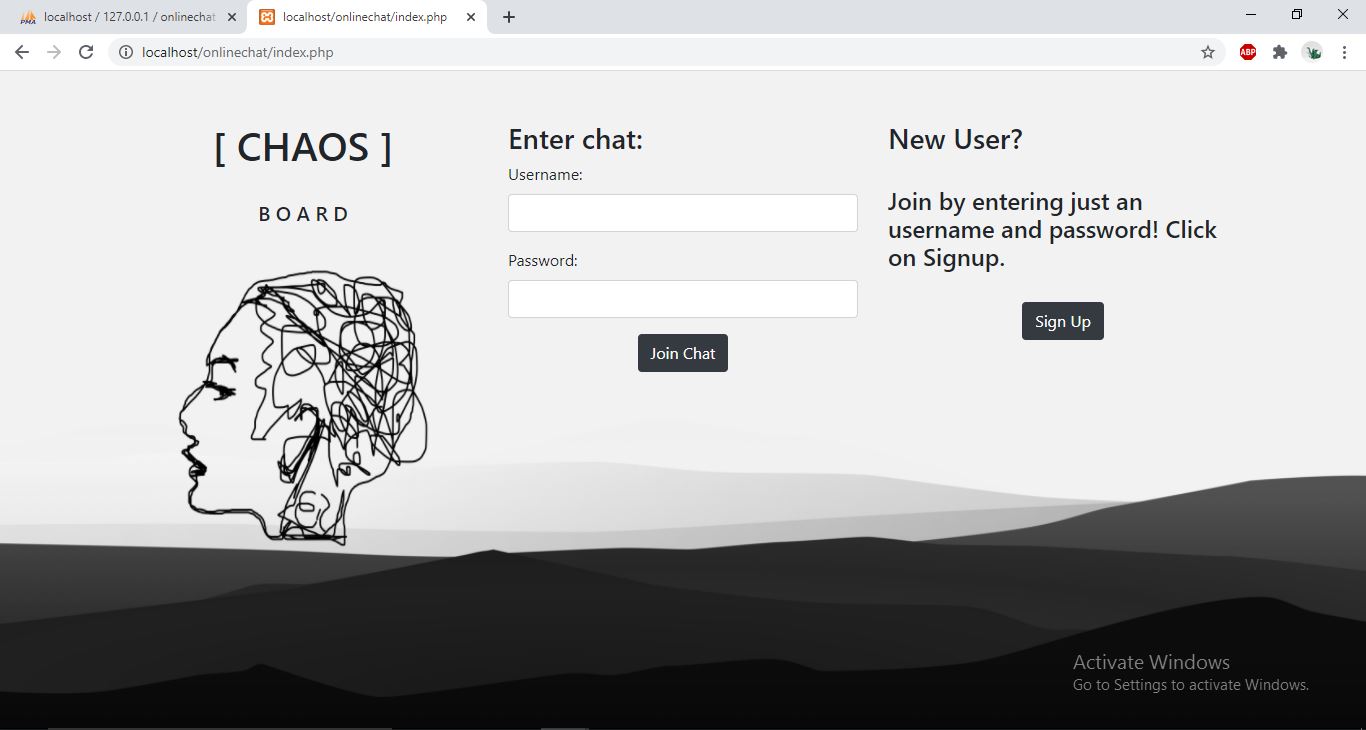 localhost / 127.0.0.1 / onlinechat
localhost/onlinechat/index.php
localhost/onlinechat/index.php
ABP
[ CHAOS ]
B O A R D
Enter chat:
Username:
Password:
Join Chat
New User?
Join by entering just an
username and password! Click
on Signup.
Sign Up
Activate Windows
Go to Settings to activate Windows.